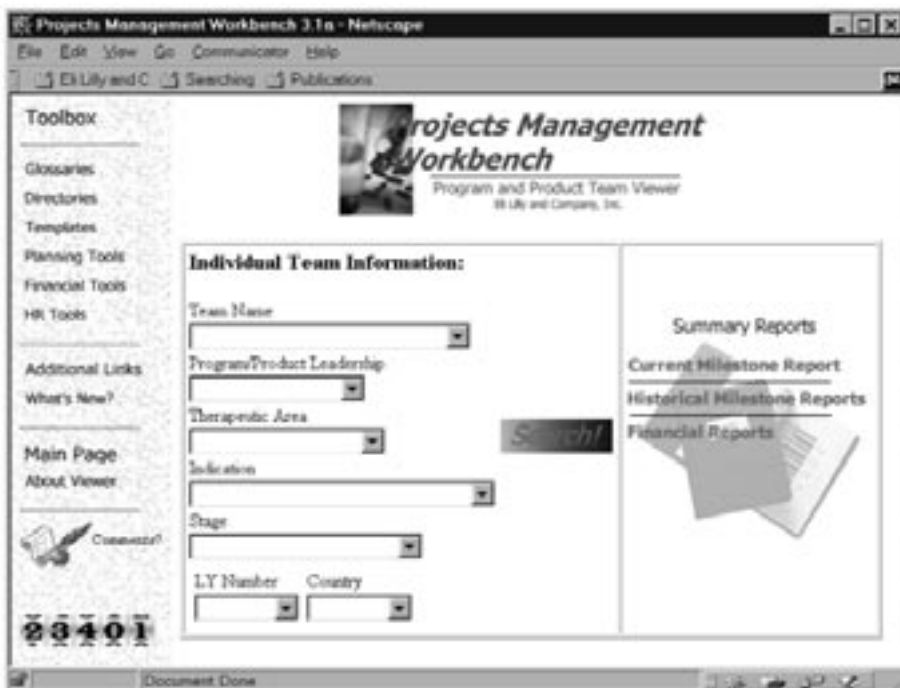 Projects Management Workbench 3.1a - Netscape
File Edit View Go Communicator Help
Eli Lilly and C Searching Publications
Toolbox
Glossaries
Directories
Templates
Planning Tools
Financial Tools
HR Tools
Additional Links
What's New?
Main Page
About Viewer
Comments?
23401
Projects Management
Workbench
Program and Product Team Viewer
Eli Lilly and Company, Inc.
Individual Team Information:
Team Name
Program/Product Leadership
Therapeutic Area
Search!
Indication
Stage
LY Number Country
Summary Reports
Current Milestone Report
Historical Milestone Reports
Financial Reports
Document Done